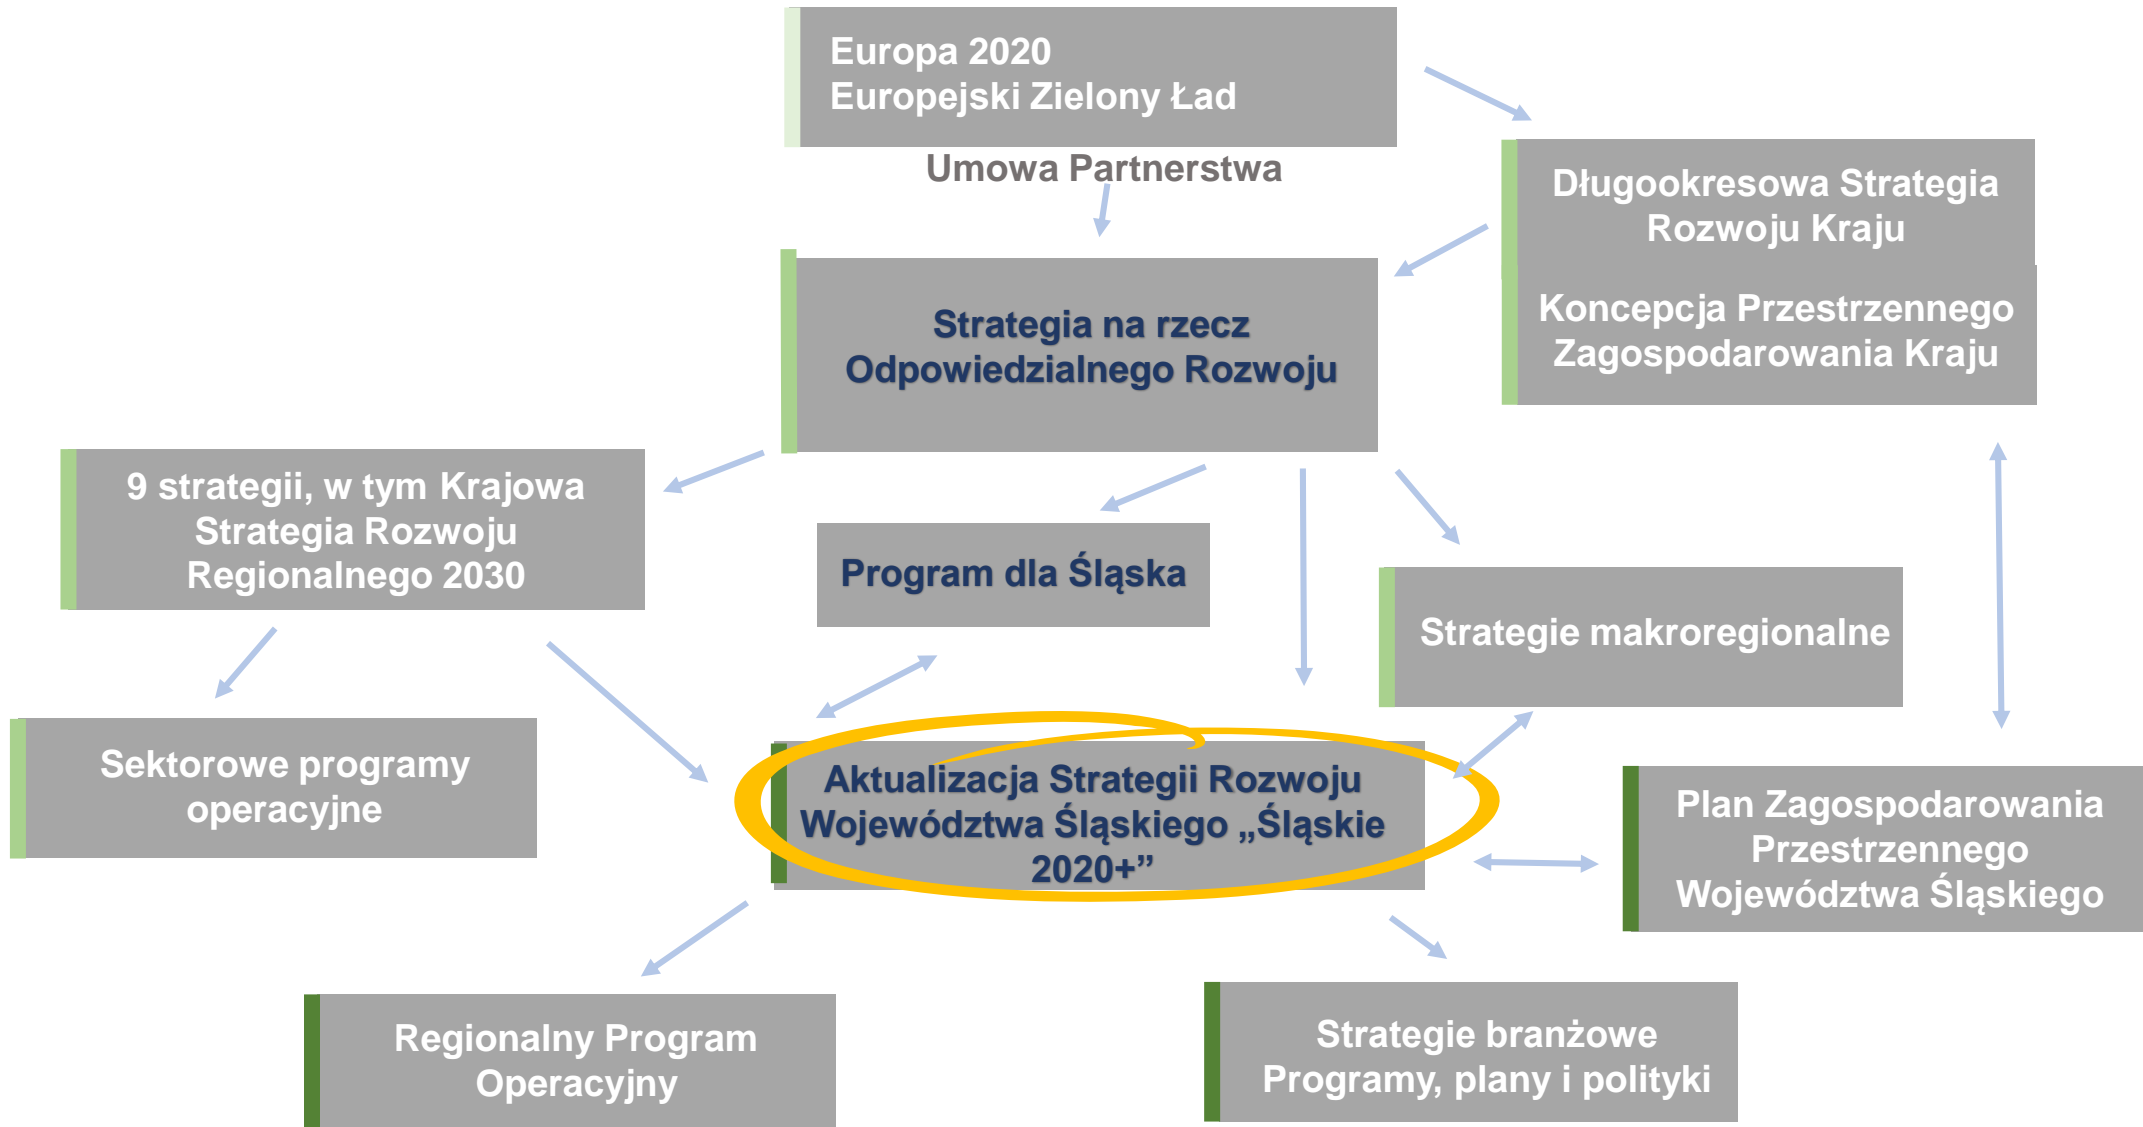 Europa 2020
Europejski Zielony Ład
Umowa Partnerstwa
Długookresowa Strategia
Rozwoju Kraju
Koncepcja Przestrzennego
Zagospodarowania Kraju
Strategia na rzecz
Odpowiedzialnego Rozwoju
9 strategii, w tym Krajowa
Strategia Rozwoju
Regionalnego 2030
Program dla Śląska
Strategie makroregionalne
Sektorowe programy
operacyjne
Aktualizacja Strategii Rozwoju
Województwa Śląskiego „Śląskie
2020+”
Plan Zagospodarowania
Przestrzennego
Województwa Śląskiego
Regionalny Program
Operacyjny
Strategie branżowe
Programy, plany i polityki